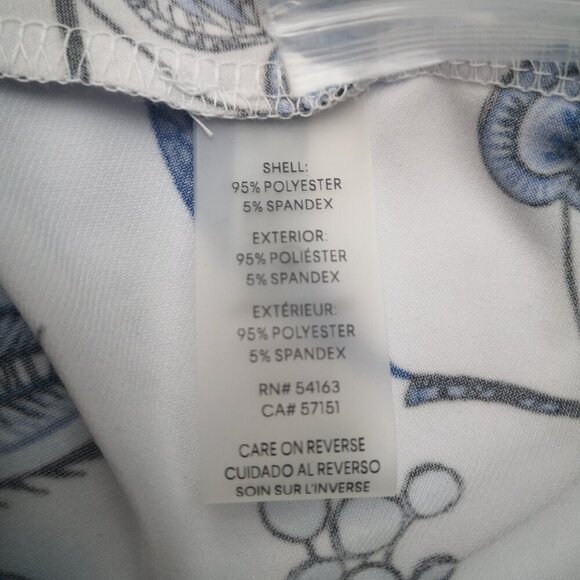 SHELL:
95% POLYESTER
5% SPANDEX
EXTERIOR:
95% POLIÉSTER
5% SPANDEX
EXTÉRIEUR:
95% POLYESTER
5% SPANDEX
RN# 54163
CA# 57151
CARE ON REVERSE
CUIDADO AL REVERSO
SOIN SUR L'INVERSE